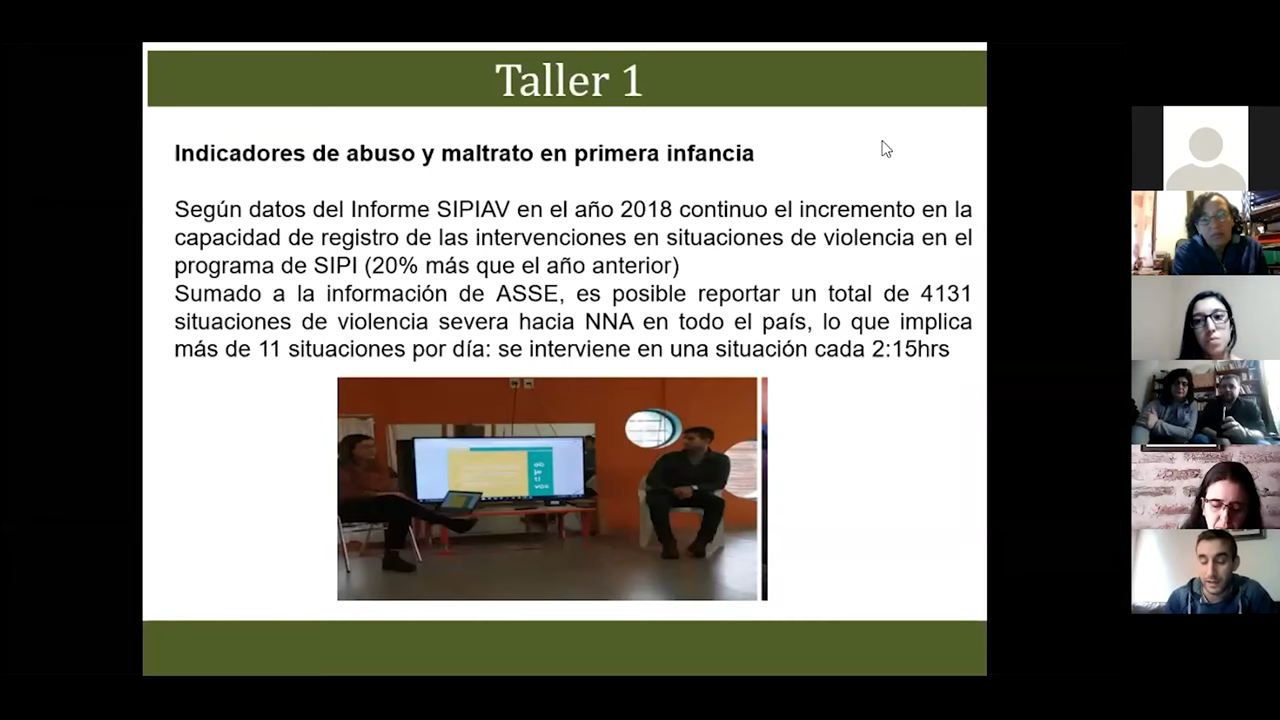 Taller 1
Indicadores de abuso y maltrato en primera infancia
Según datos del Informe SIPIAV en el año 2018 continuo el incremento en la
capacidad de registro de las intervenciones en situaciones de violencia en el
programa de SIPI (20% más que el año anterior)
Sumado a la información de ASSE, es posible reportar un total de 4131
situaciones de violencia severa hacia NNA en todo el país, lo que implica
más de 11 situaciones por día: se interviene en una situación cada 2:15hrs
ob
je
ti
vos